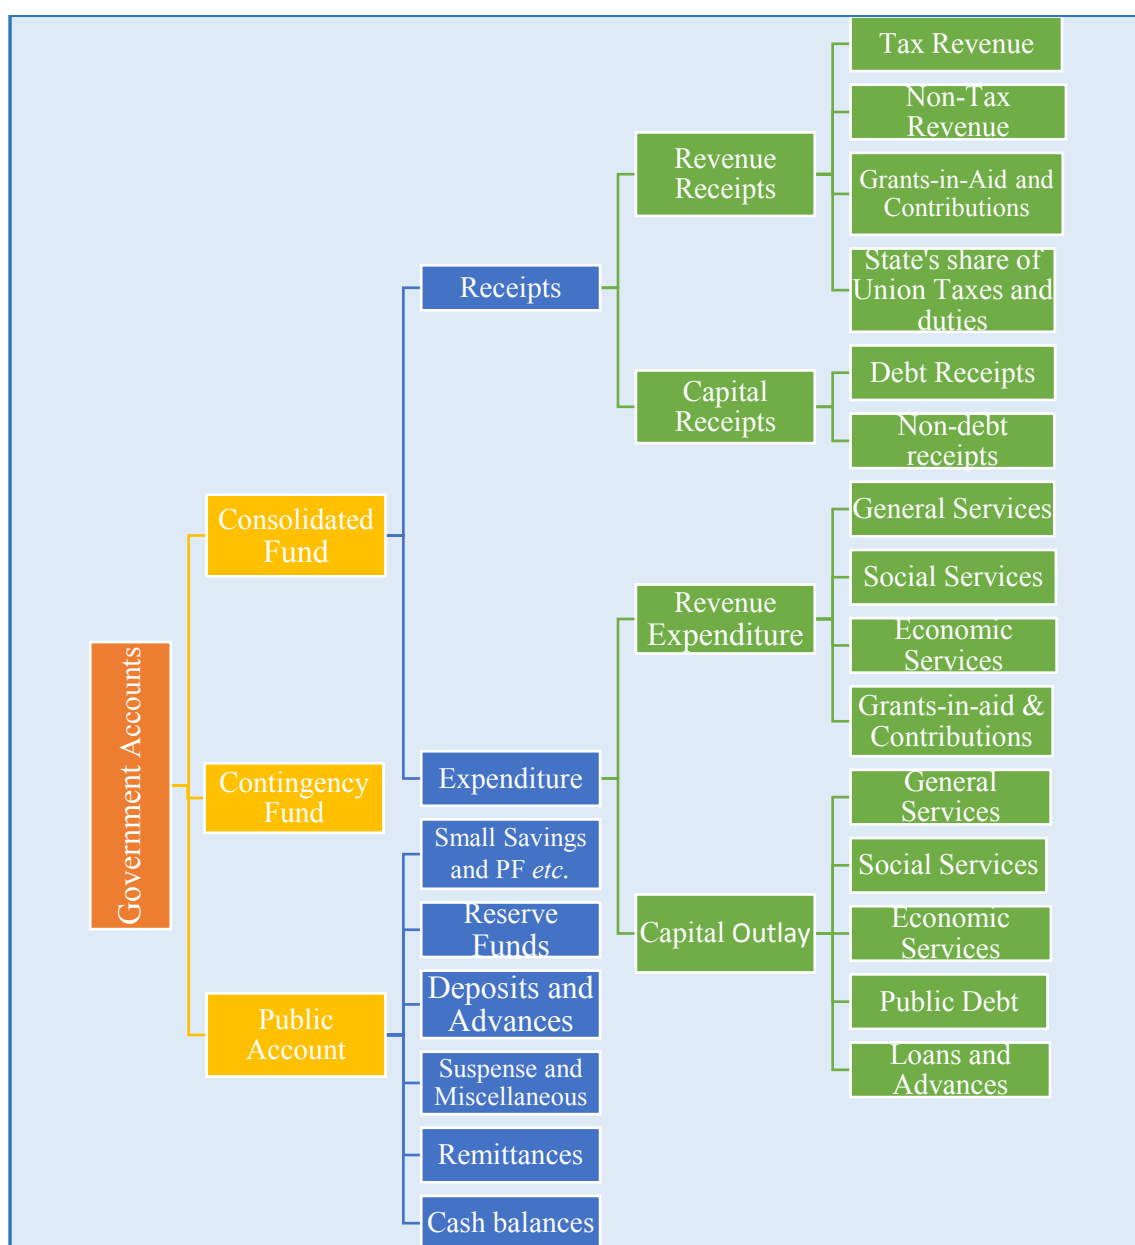 Government Accounts
Consolidated
Fund
Contingency
Fund
Public
Account
Receipts
Expenditure
Small Savings
and PF etc.
Reserve
Funds
Deposits and
Advances
Suspense and
Miscellaneous
Remittances
Cash balances
Revenue
Receipts
Capital
Receipts
Revenue
Expenditure
Capital Outlay
Tax Revenue
Non-Tax
Revenue
Grants-in-Aid and
Contributions
State's share of
Union Taxes and
duties
Debt Receipts
Non-debt
receipts
General Services
Social Services
Economic
Services
Grants-in-aid &
Contributions
General
Services
Social Services
Economic
Services
Public Debt
Loans and
Advances